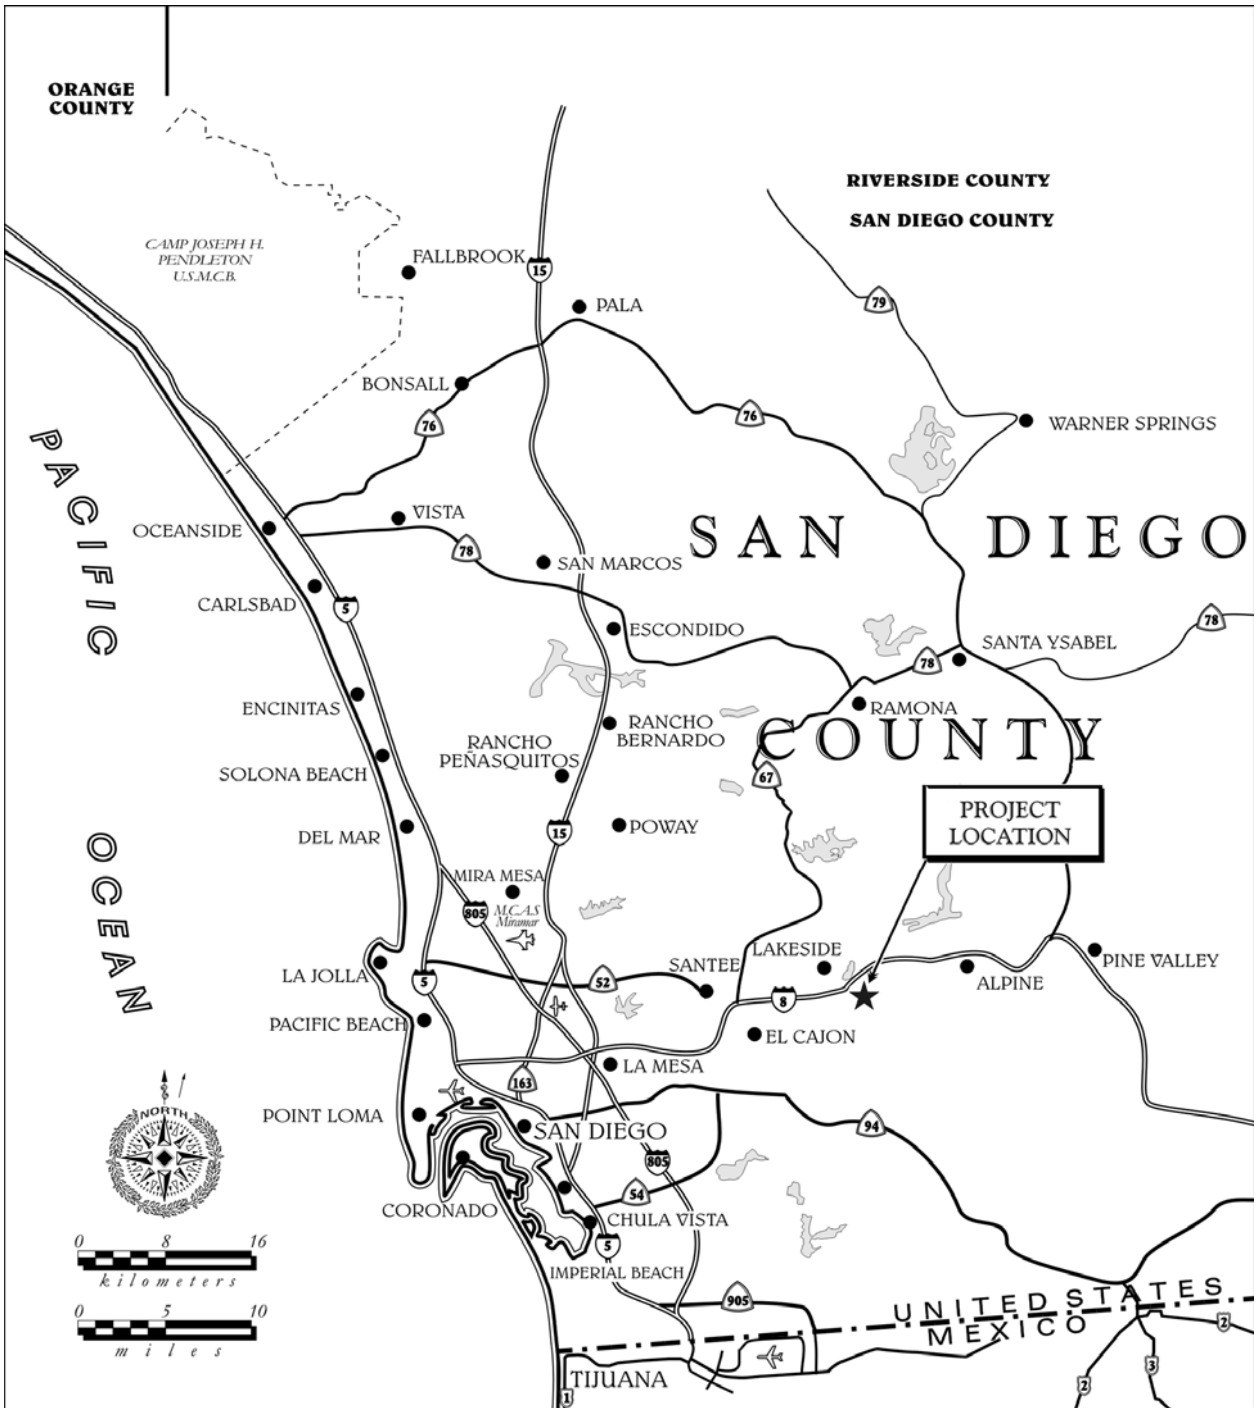 ORANGE
COUNTY
RIVERSIDE COUNTY
SAN DIEGO COUNTY
CAMP JOSEPH H.
PENDLETON
U.S.M.C.B.
FALLBROOK
15
79
PALA
BONSALL
76
76
WARNER SPRINGS
PACIFIC
OCEAN
VISTA
OCEANSIDE
78
SAN DIEGO
SAN MARCOS
CARLSBAD
5
78
ESCONDIDO
SANTA YSABEL
78
ENCINITAS
RAMONA
RANCHO
BERNARDO
COUNTY
RANCHO
PEÑASQUITOS
SOLONA BEACH
67
PROJECT
LOCATION
DEL MAR
15
POWAY
MIRA MESA
M.C.A.S
Miramar
805
LAKESIDE
SANTEE
PINE VALLEY
LA JOLLA
5
52
8
ALPINE
PACIFIC BEACH
EL CAJON
LA MESA
163
NORTH
POINT LOMA
SAN DIEGO
94
805
54
CORONADO
CHULA VISTA
0 8 16
kilometers
5
IMPERIAL BEACH
905
UNITED STATES
MEXICO
0 5 10
miles
2
3
2
TIJUANA
1